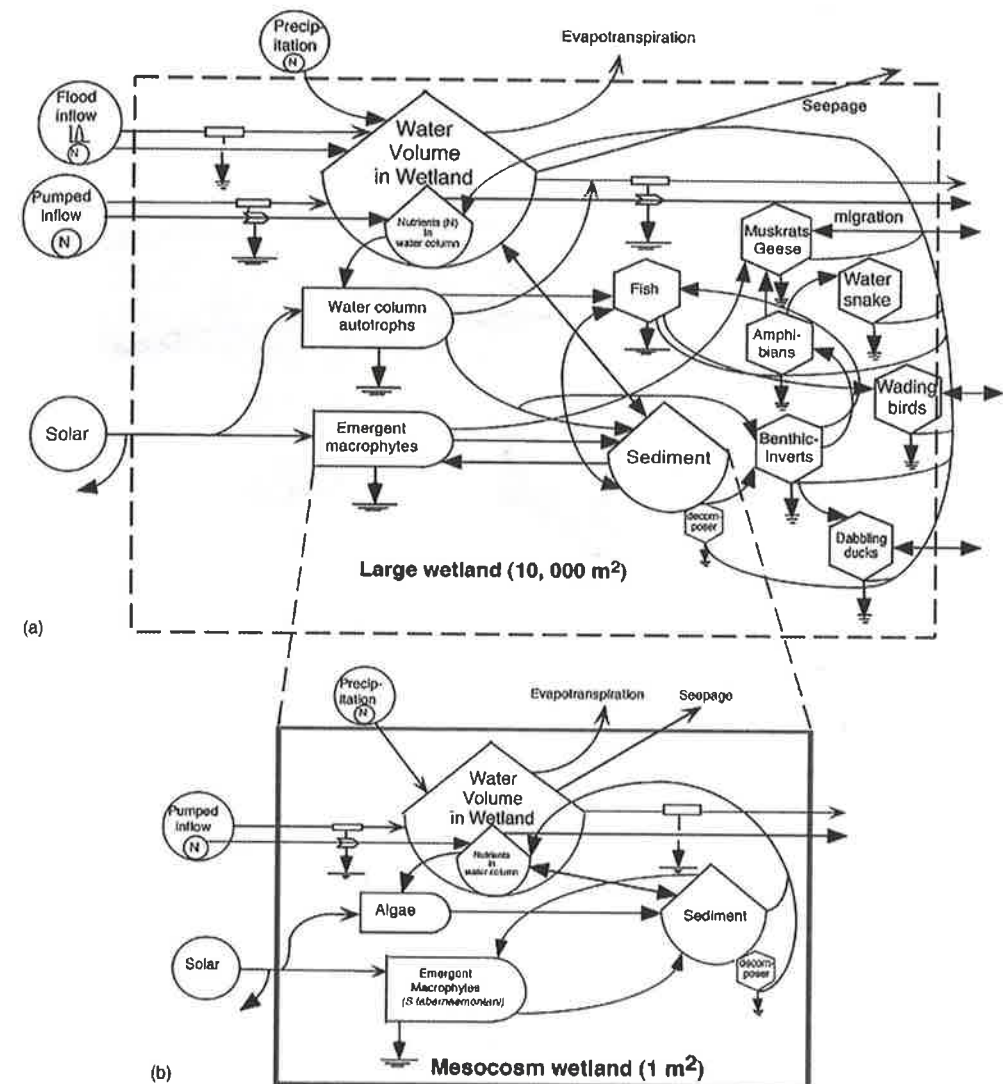 Precip-
itation
N
Evapotranspiration
Flood
inflow
N
Seepage
Water
Volume
in Wetland
Pumped
Inflow
N
Nutrients (N)
in
water column
migration
Muskrats
Geese
Water
snake
Fish
Water column
autotrophs
Amphi-
bians
Wading
birds
Solar
Emergent
macrophytes
Sediment
Benthic-
Inverts
decom-
poser
Dabbling
ducks
Large wetland (10, 000 m²)
(a)
Precip-
itation
N
Evapotranspiration
Seepage
Water
Volume
in Wetland
Pumped
Inflow
N
Nutrients
in
water column
Algae
Sediment
Solar
Emergent
Macrophytes
(S tabernaemontani)
decom-
poser
Mesocosm wetland (1 m²)
(b)